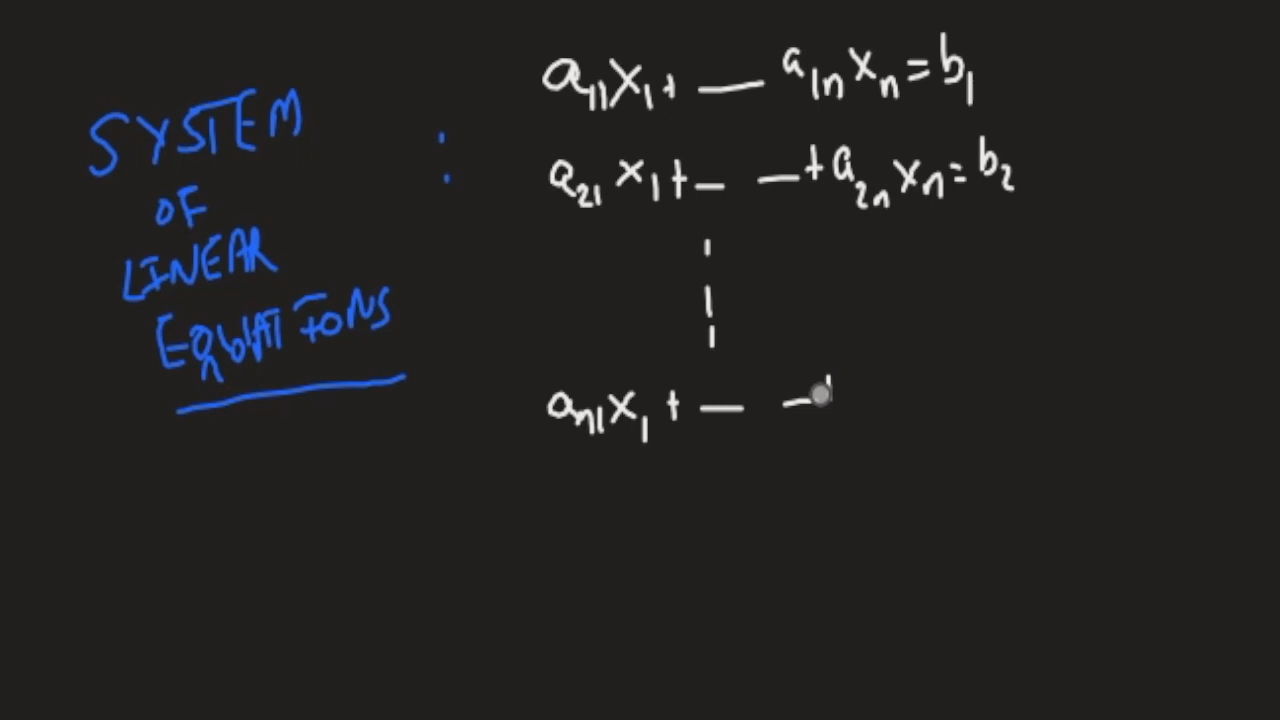 SYSTEM
OF
LINEAR
EQUATIONS
:
a₁₁x₁ + — a₁ₙxₙ = b₁
a₂₁x₁ + – — + a₂ₙxₙ = b₂
¦
aₙ₁x₁ + — –